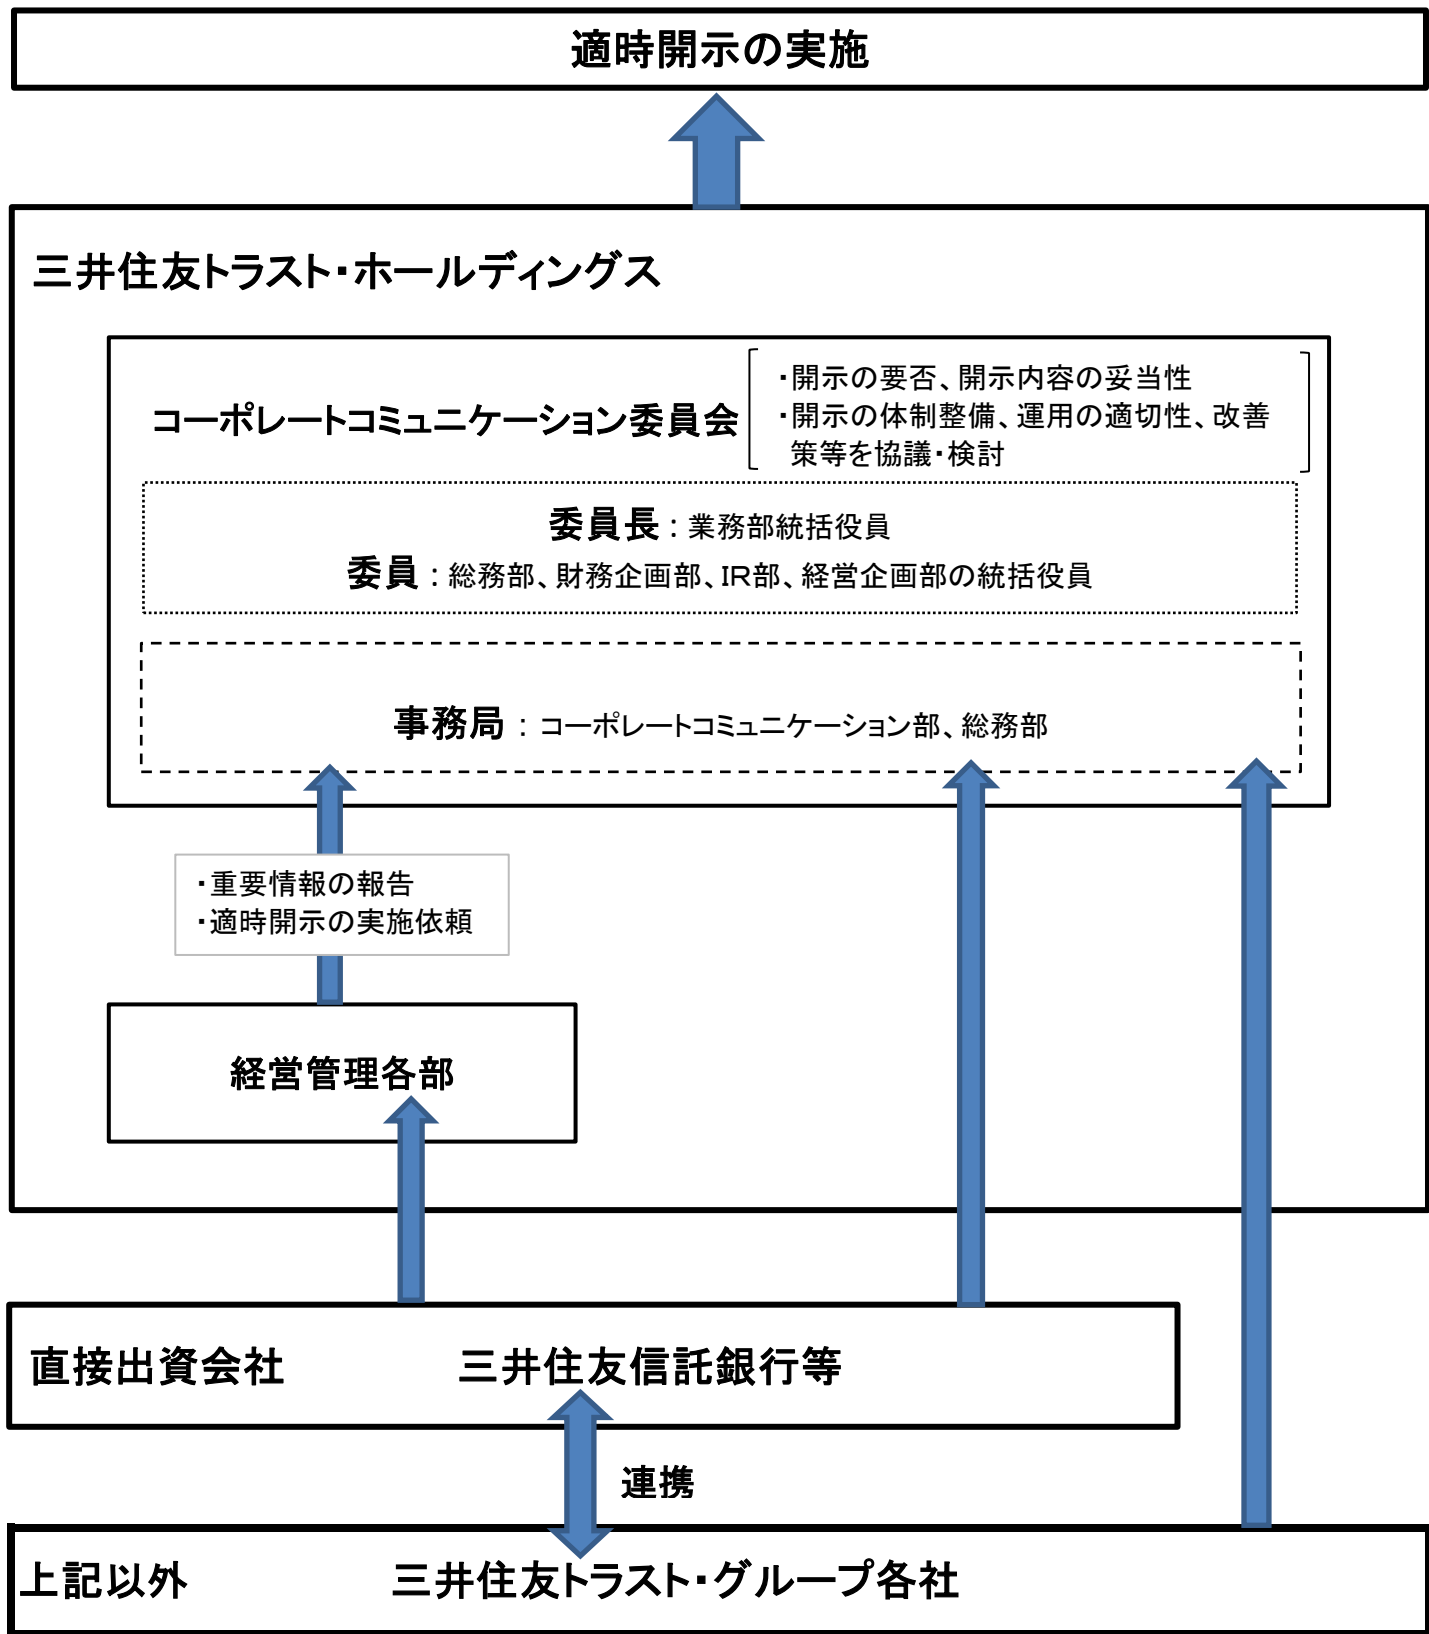 適時開示の実施
三井住友トラスト・ホールディングス
コーポレートコミュニケーション委員会
・開示の要否、開示内容の妥当性
・開示の体制整備、運用の適切性、改善
策等を協議・検討
委員長：業務部統括役員
委員：総務部、財務企画部、IR部、経営企画部の統括役員
事務局：コーポレートコミュニケーション部、総務部
・重要情報の報告
・適時開示の実施依頼
経営管理各部
直接出資会社 三井住友信託銀行等
連携
上記以外 三井住友トラスト・グループ各社